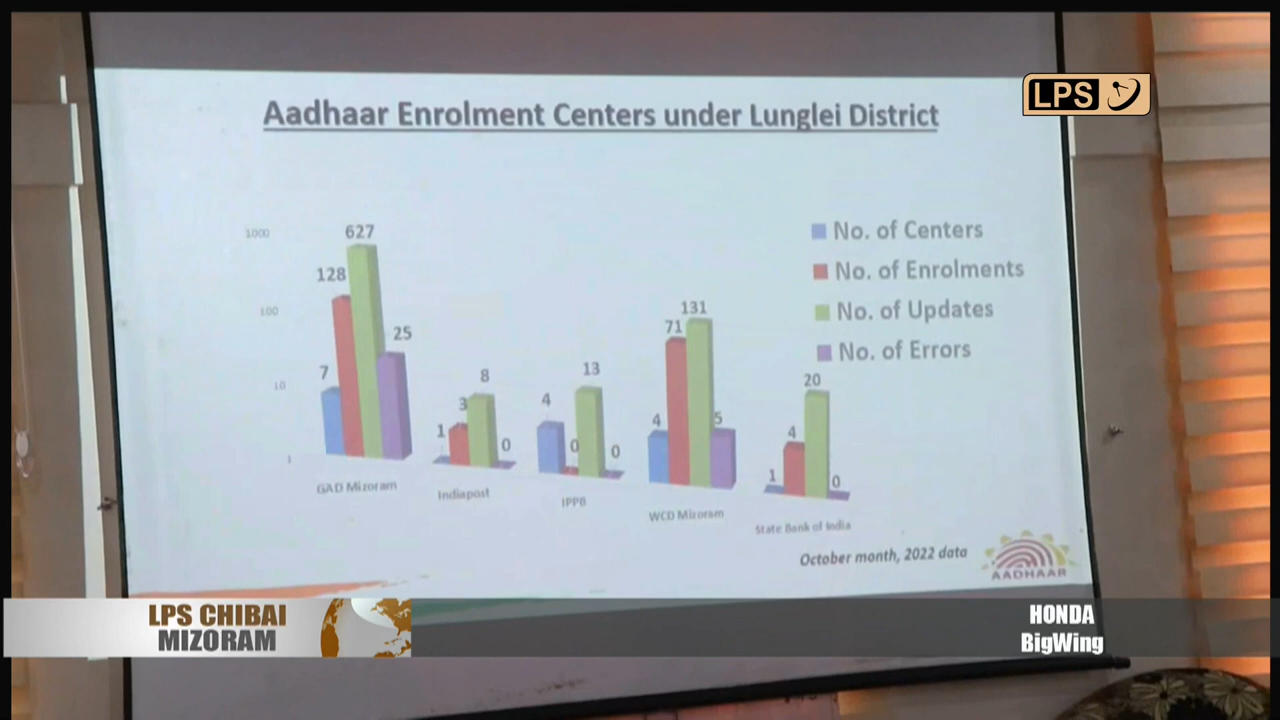 Aadhaar Enrolment Centers under Lunglei District
LPS
1000
100
10
1
7
128
627
25
1
3
8
0
4
0
13
0
4
71
131
5
1
4
20
0
No. of Centers
No. of Enrolments
No. of Updates
No. of Errors
GAD Mizoram
Indiapost
IPPB
WCD Mizoram
State Bank of India
October month, 2022 data
AADHAAR
LPS CHIBAI
MIZORAM
HONDA
BigWing